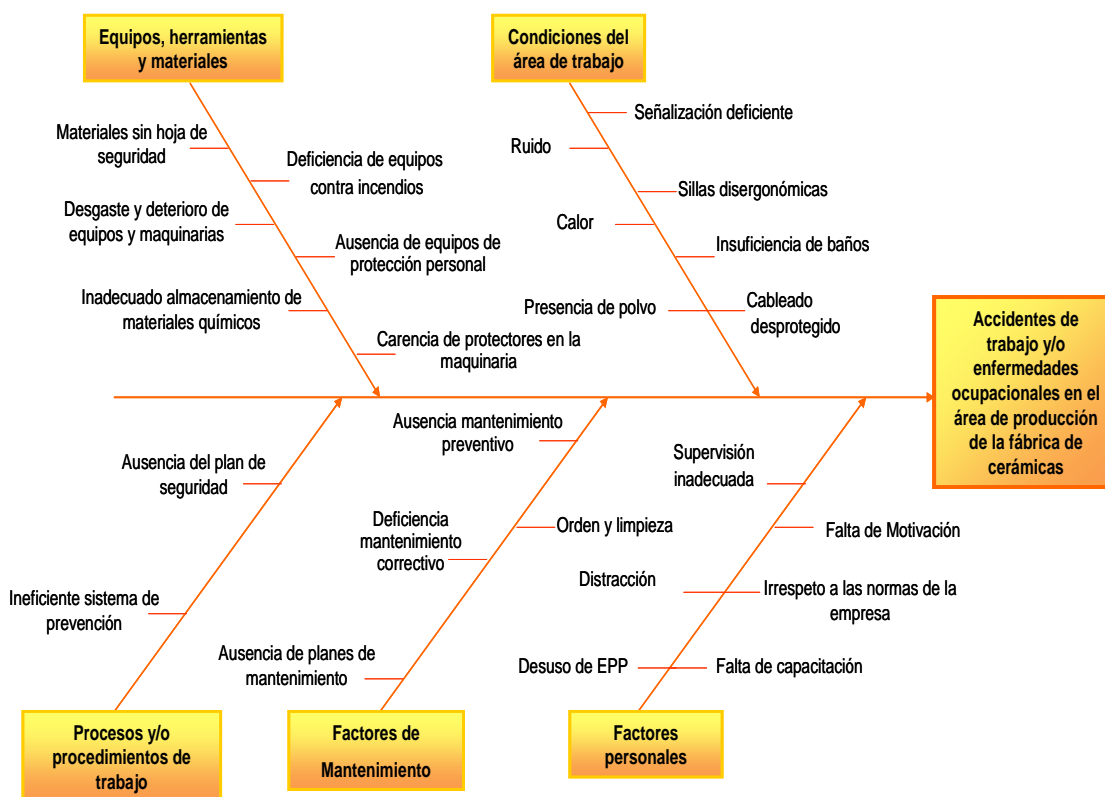 Equipos, herramientas
y materiales
Condiciones del
área de trabajo
Materiales sin hoja de
seguridad
Deficiencia de equipos
contra incendios
Desgaste y deterioro de
equipos y maquinarias
Ausencia de equipos de
protección personal
Inadecuado almacenamiento de
materiales químicos
Carencia de protectores en la
maquinaria
Señalización deficiente
Ruido
Sillas disergonómicas
Calor
Insuficiencia de baños
Presencia de polvo
Cableado
desprotegido
Accidentes de
trabajo y/o
enfermedades
ocupacionales en el
área de producción
de la fábrica de
cerámicas
Ausencia del plan de
seguridad
Ineficiente sistema de
prevención
Ausencia mantenimiento
preventivo
Deficiencia
mantenimiento
correctivo
Orden y limpieza
Ausencia de planes de
mantenimiento
Supervisión
inadecuada
Falta de Motivación
Distracción
Irrespeto a las normas de la
empresa
Desuso de EPP
Falta de capacitación
Procesos y/o
procedimientos de
trabajo
Factores de
Mantenimiento
Factores
personales